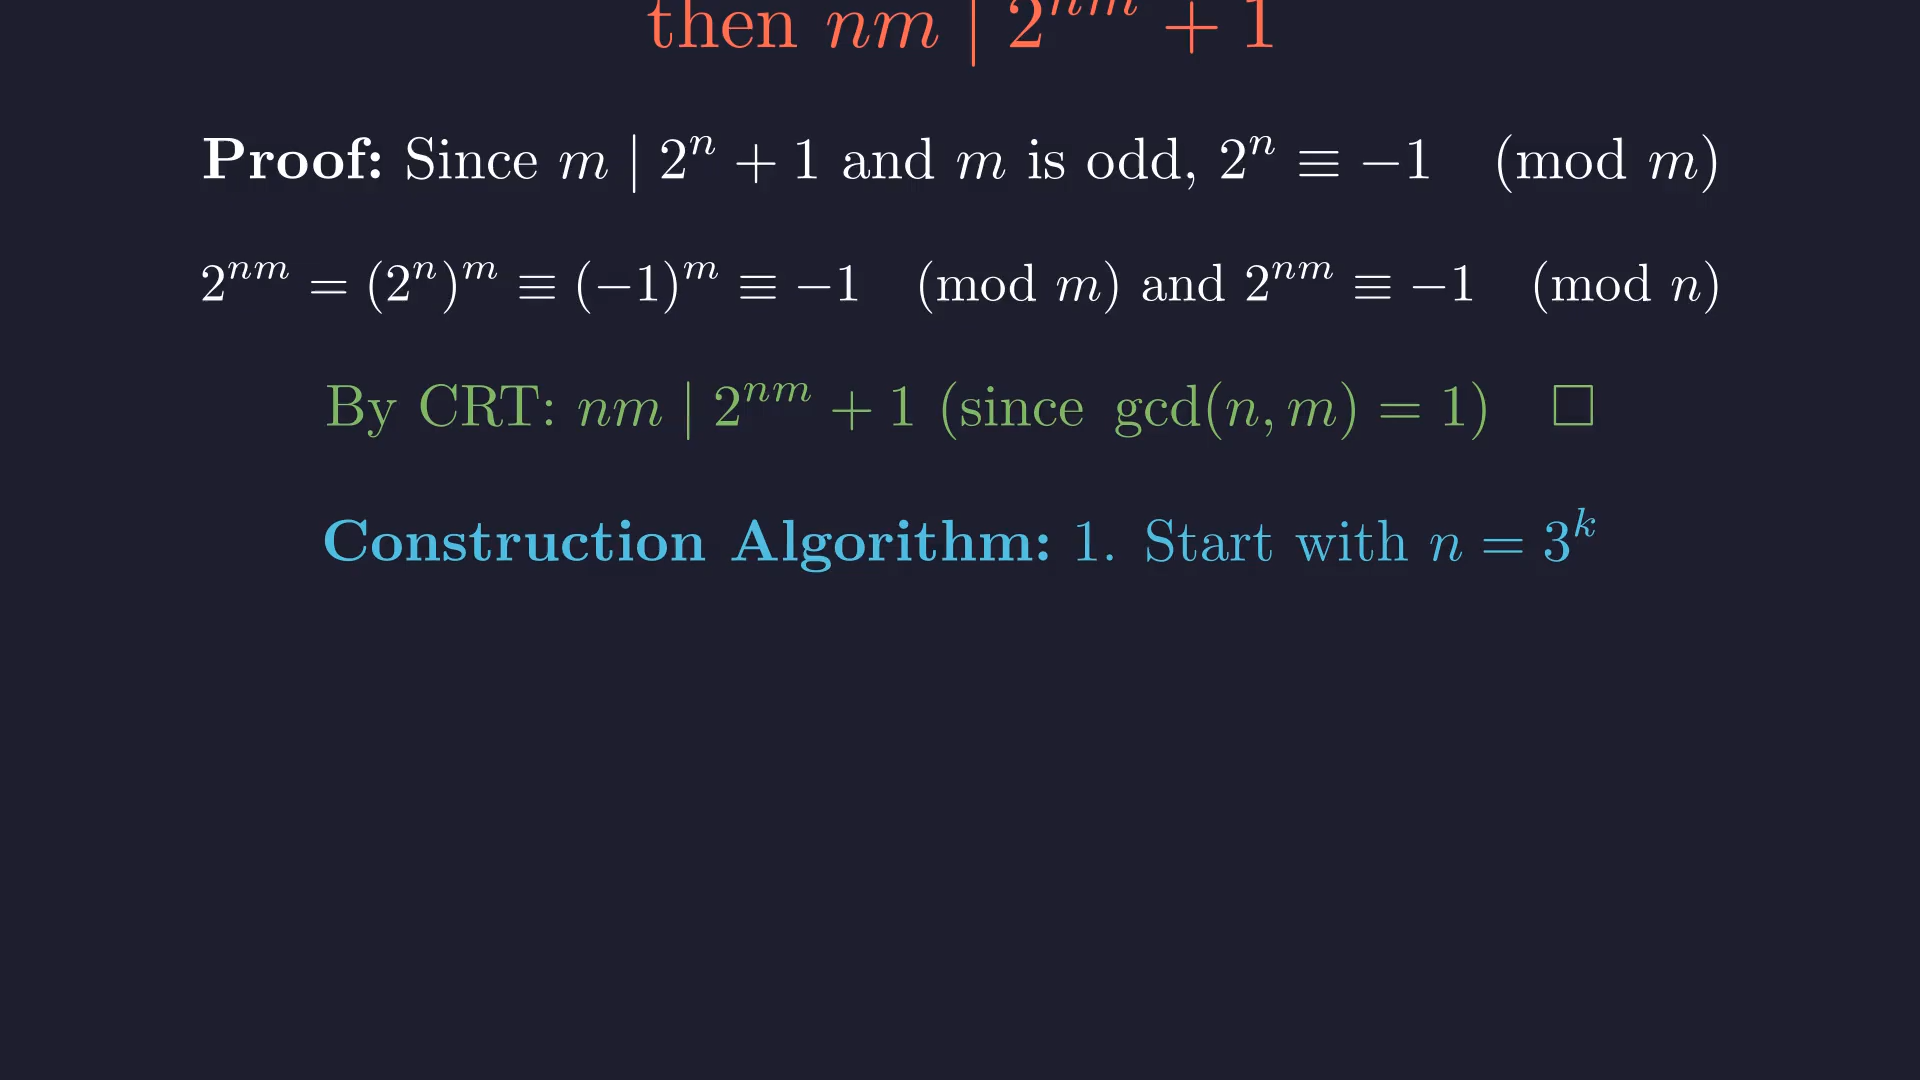 then nm | 2^{nm} + 1
Proof: Since m | 2^n + 1 and m is odd, 2^n ≡ −1 (mod m)
2^{nm} = (2^n)^m ≡ (−1)^m ≡ −1 (mod m) and 2^{nm} ≡ −1 (mod n)
By CRT: nm | 2^{nm} + 1 (since gcd(n, m) = 1) □
Construction Algorithm: 1. Start with n = 3^k